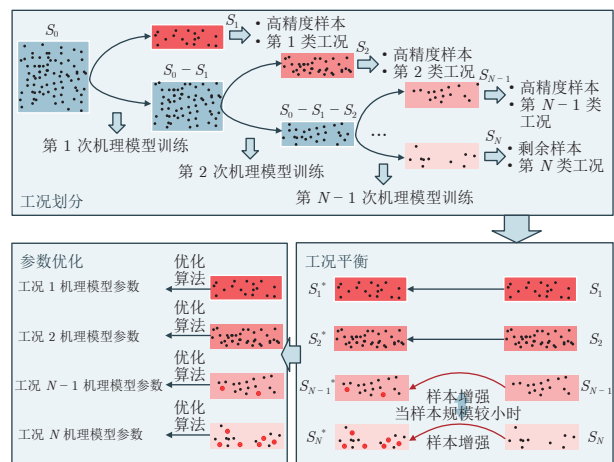 S₀
S₁
• 高精度样本
• 第 1 类工况
S₀ − S₁
S₂
• 高精度样本
• 第 2 类工况
S₀ − S₁ − S₂
...
S_{N−1}
• 高精度样本
• 第 N−1 类
工况
S_N
• 剩余样本
• 第 N 类工况
第 1 次机理模型训练
第 2 次机理模型训练
第 N−1 次机理模型训练
工况划分
参数优化
优化
算法
工况 1 机理模型参数
优化
算法
工况 2 机理模型参数
优化
算法
工况 N−1 机理模型参数
优化
算法
工况 N 机理模型参数
工况平衡
S₁*
S₁
S₂*
S₂
S_{N−1}*
S_{N−1}
样本增强
当样本规模较小时
S_N*
样本增强
S_N